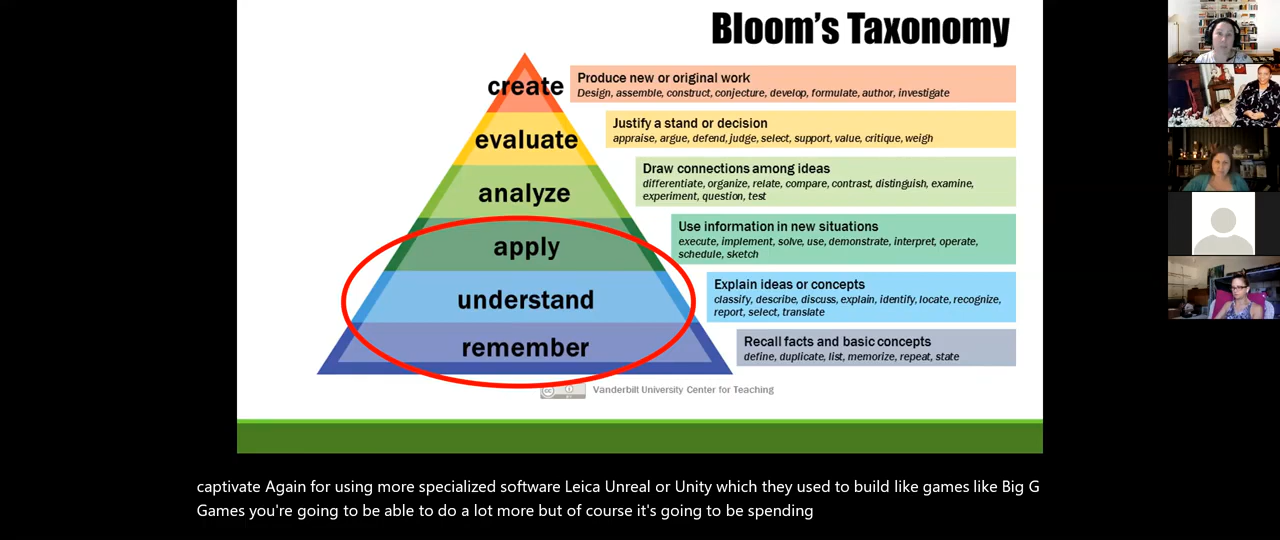 Bloom's Taxonomy
create
Produce new or original work
Design, assemble, construct, conjecture, develop, formulate, author, investigate
evaluate
Justify a stand or decision
appraise, argue, defend, judge, select, support, value, critique, weigh
analyze
Draw connections among ideas
differentiate, organize, relate, compare, contrast, distinguish, examine,
experiment, question, test
apply
Use information in new situations
execute, implement, solve, use, demonstrate, interpret, operate,
schedule, sketch
understand
Explain ideas or concepts
classify, describe, discuss, explain, identify, locate, recognize,
report, select, translate
remember
Recall facts and basic concepts
define, duplicate, list, memorize, repeat, state
cc
Vanderbilt University Center for Teaching
captivate Again for using more specialized software Leica Unreal or Unity which they used to build like games like Big G
Games you're going to be able to do a lot more but of course it's going to be spending